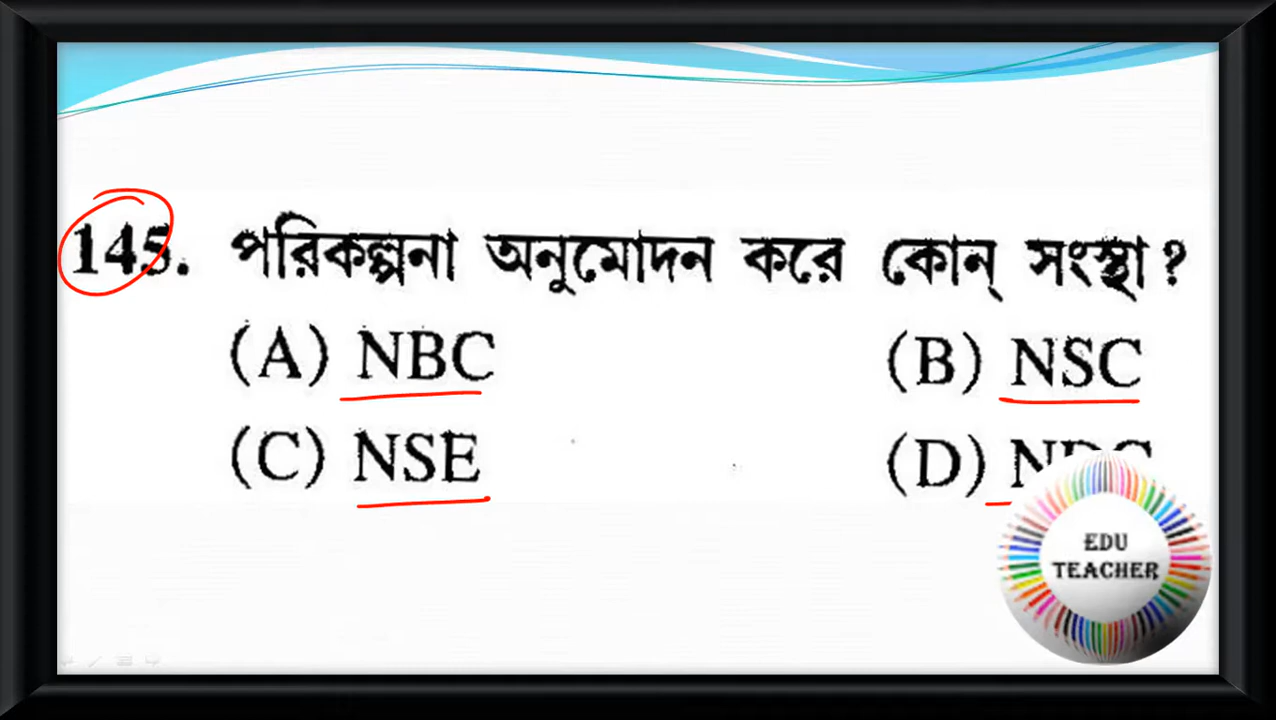 145. পরিকল্পনা অনুমোদন করে কোন্ সংস্থা ?
(A) NBC (B) NSC
(C) NSE (D)
EDU
TEACHER